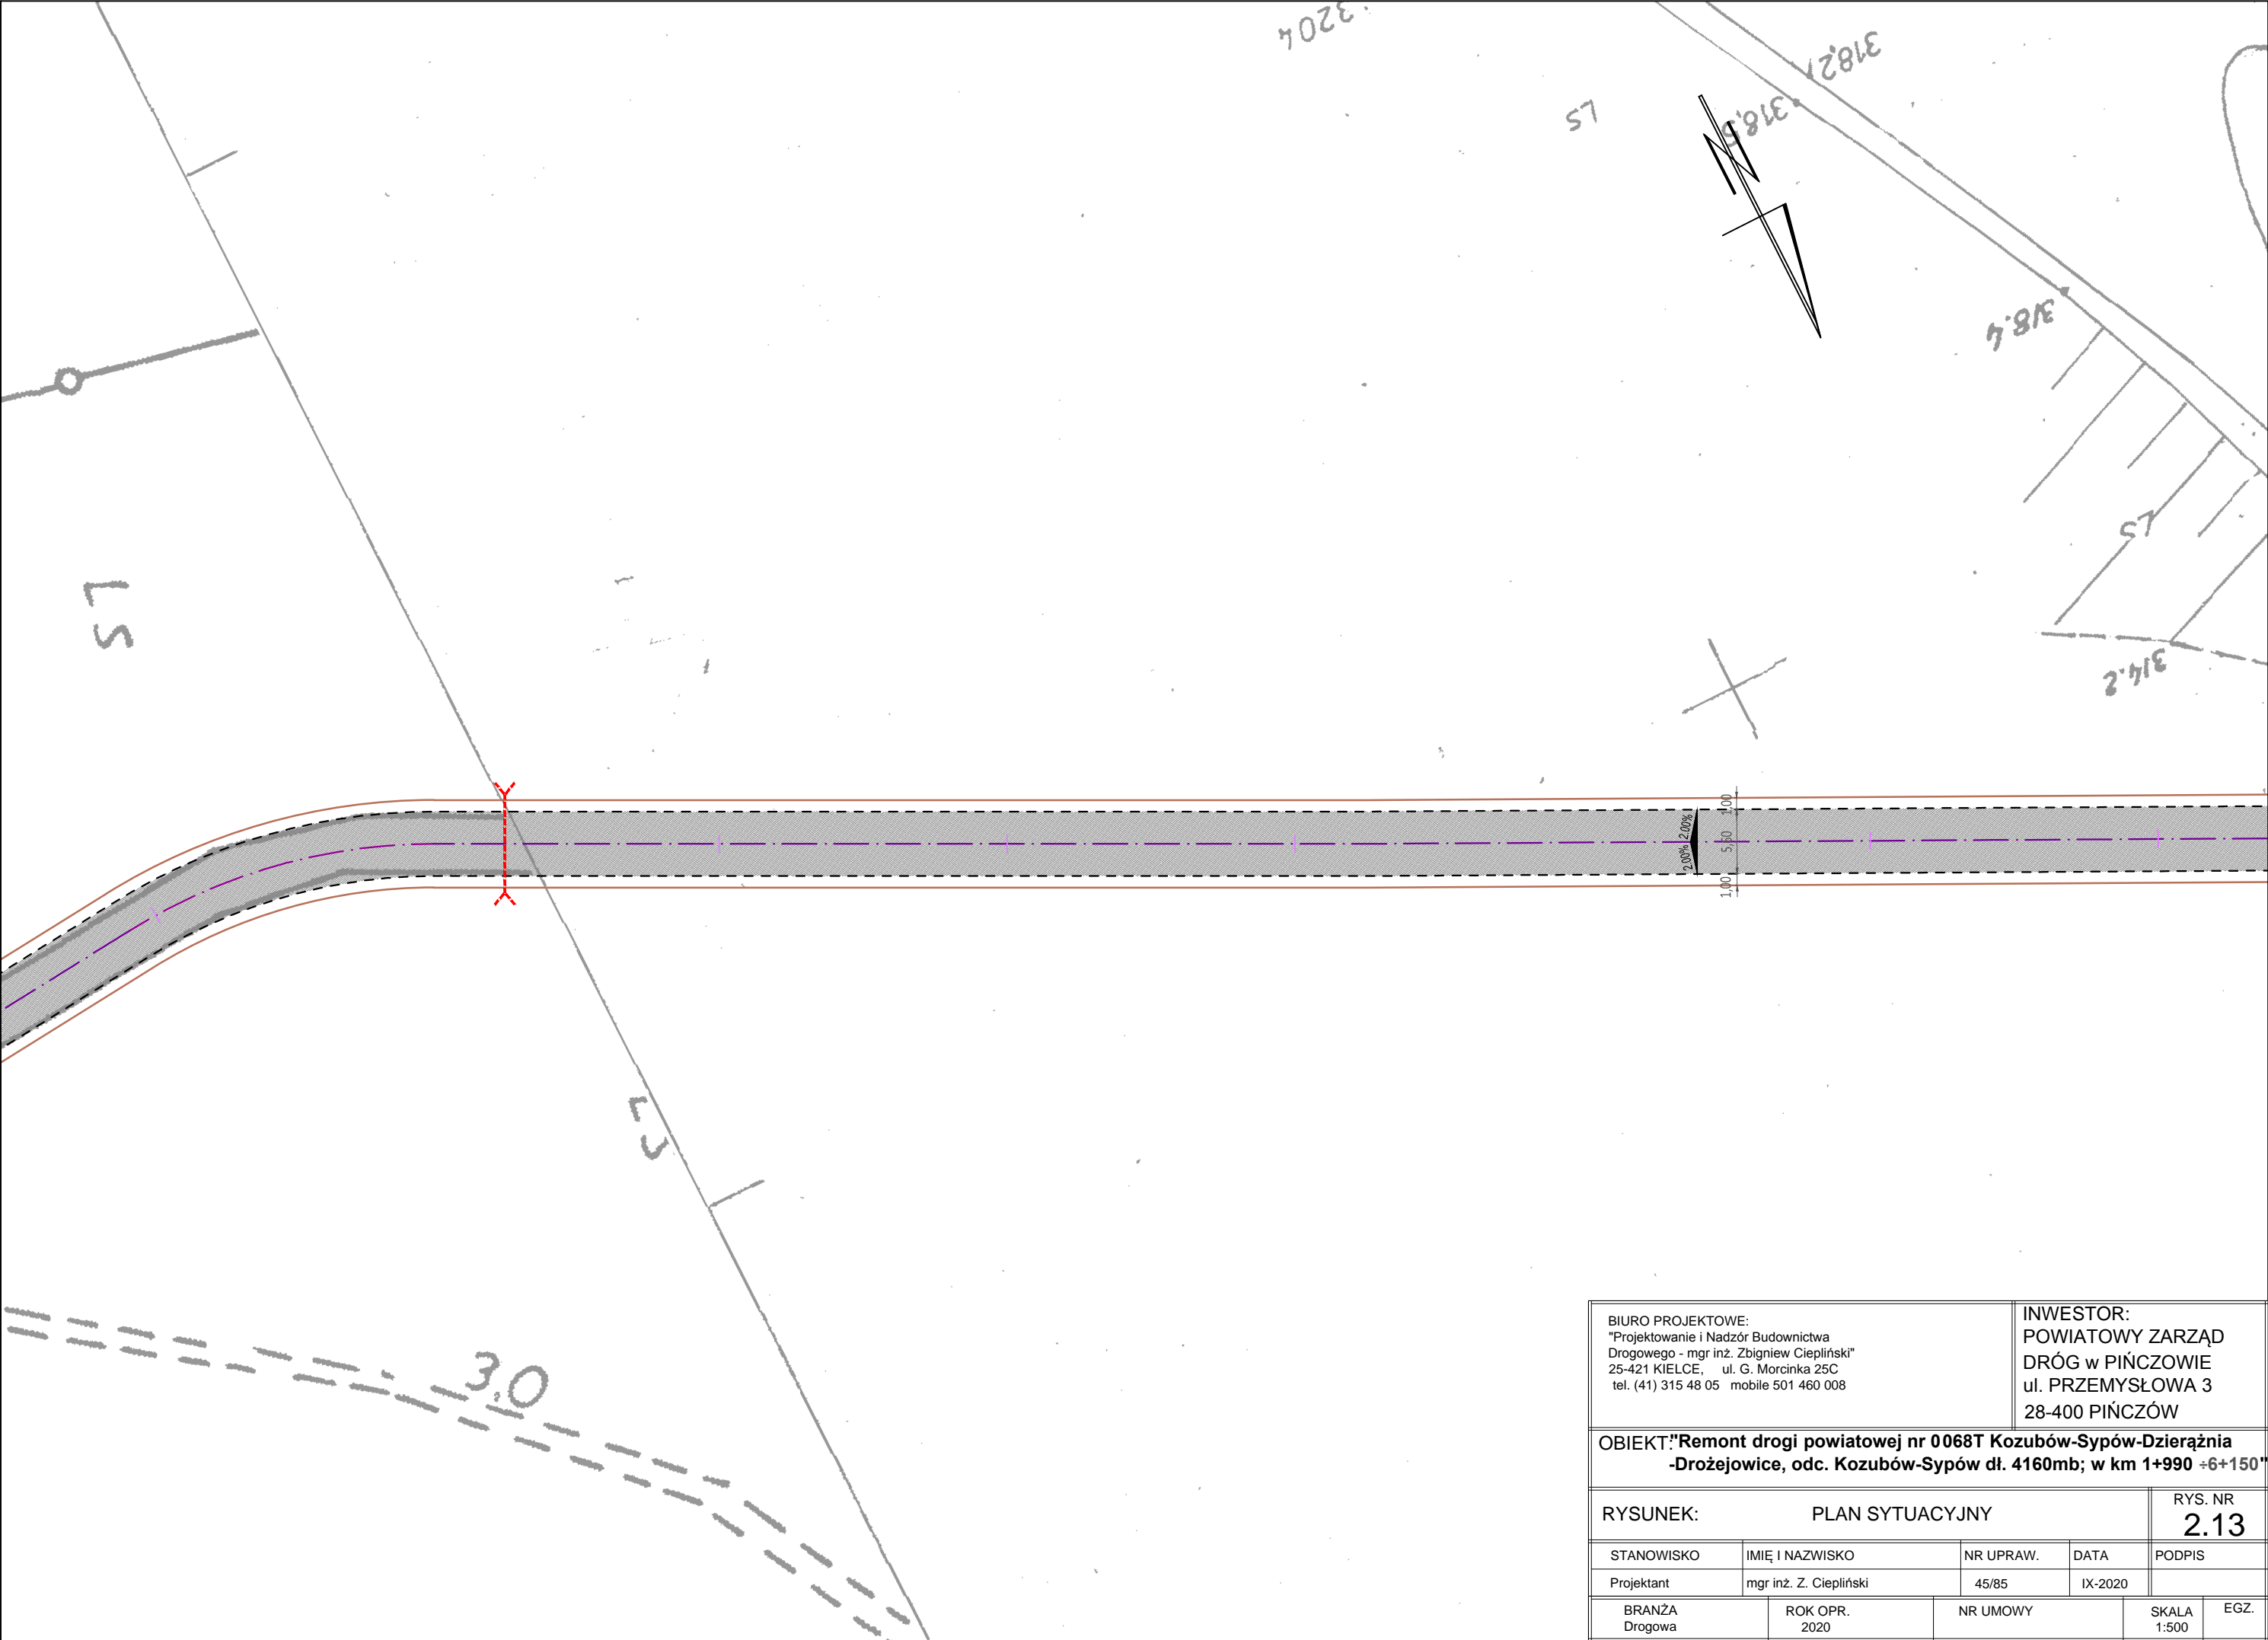 3204
318,2
318,5
LS
318.4
LS
314.2
LS
1,00
2.00% 2.00%
5,50
1,00
LS
3,0
BIURO PROJEKTOWE:
"Projektowanie i Nadzór Budownictwa
Drogowego - mgr inż. Zbigniew Ciepliński"
25-421 KIELCE, ul. G. Morcinka 25C
tel. (41) 315 48 05 mobile 501 460 008
INWESTOR:
POWIATOWY ZARZĄD
DRÓG w PIŃCZOWIE
ul. PRZEMYSŁOWA 3
28-400 PIŃCZÓW
OBIEKT: "Remont drogi powiatowej nr 0068T Kozubów-Sypów-Dzierążnia
-Drożejowice, odc. Kozubów-Sypów dł. 4160mb; w km 1+990 ÷6+150"
RYSUNEK: PLAN SYTUACYJNY
RYS. NR
2.13
STANOWISKO IMIĘ I NAZWISKO NR UPRAW. DATA PODPIS
Projektant mgr inż. Z. Ciepliński 45/85 IX-2020
BRANŻA ROK OPR. NR UMOWY SKALA EGZ.
Drogowa 2020 1:500